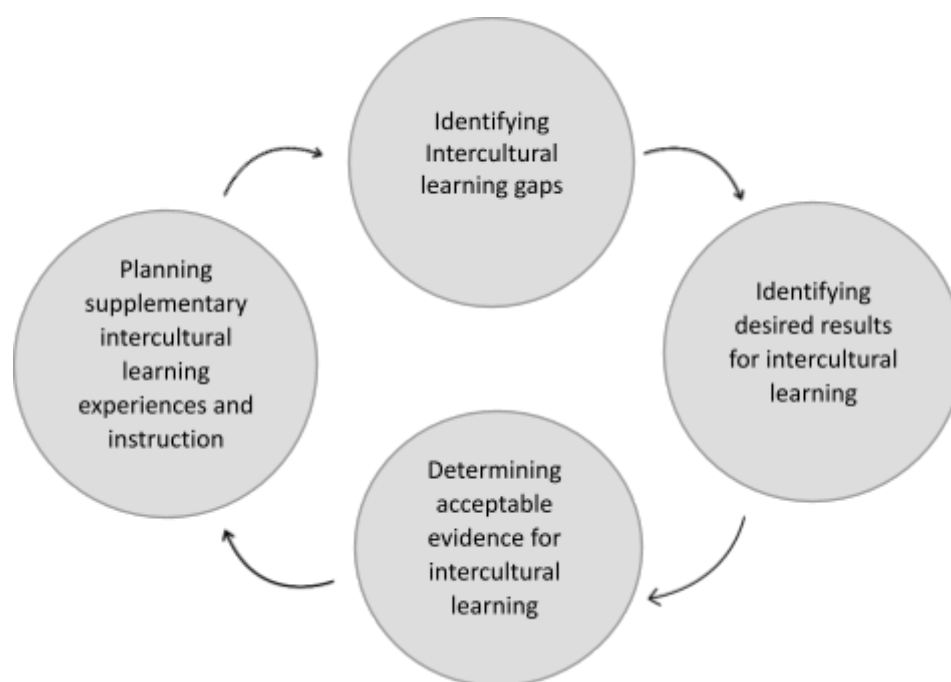 Identifying
Intercultural
learning gaps
Identifying
desired results
for intercultural
learning
Determining
acceptable
evidence for
intercultural
learning
Planning
supplementary
intercultural
learning
experiences and
instruction